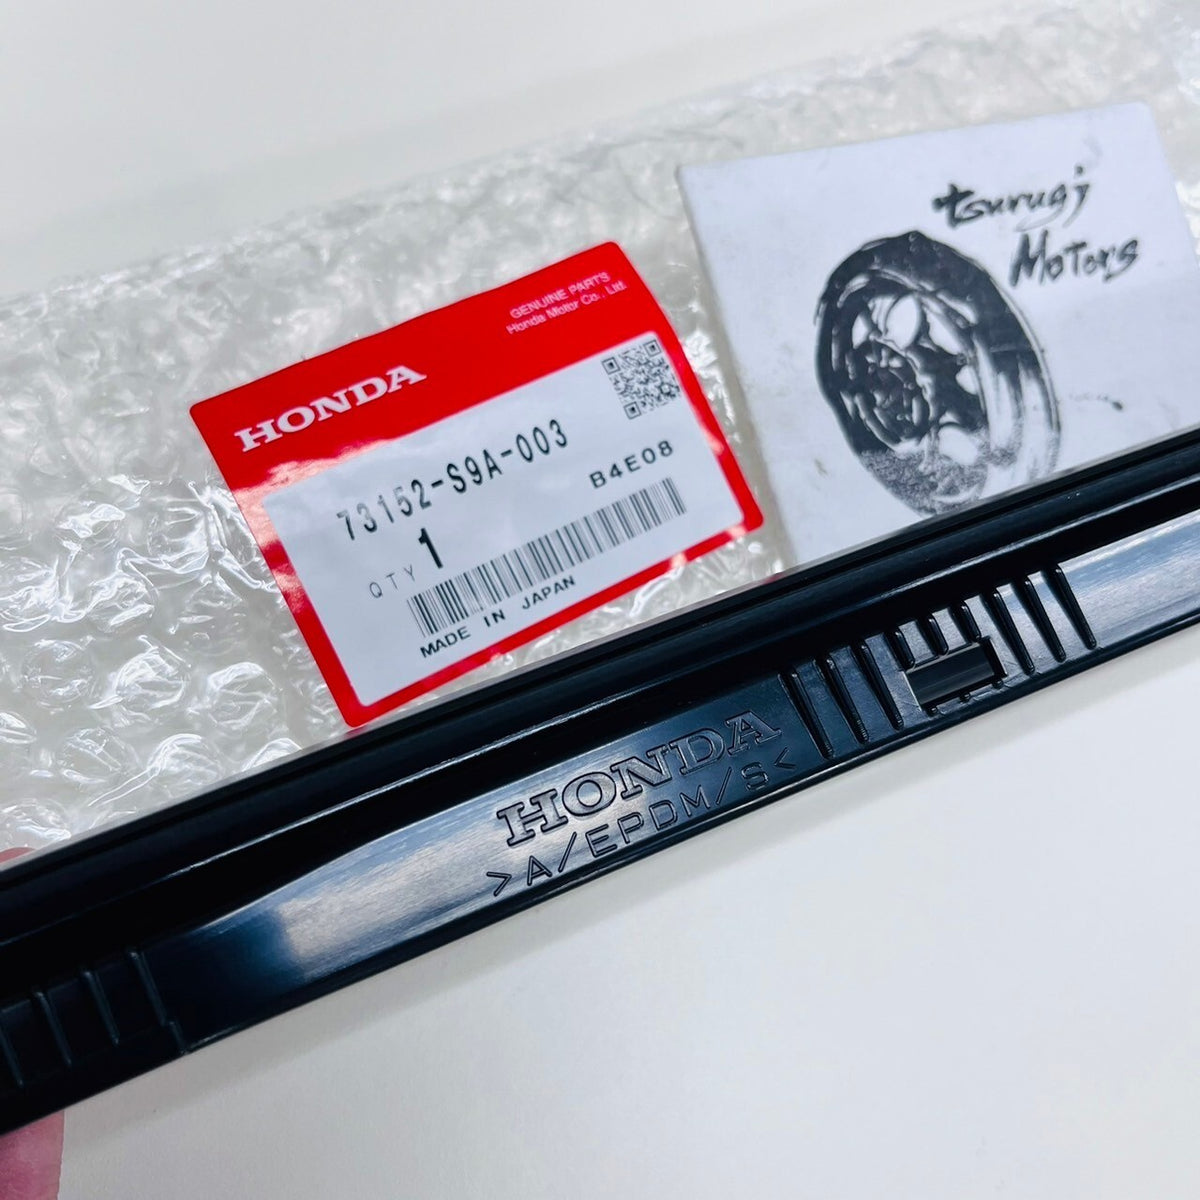 tsurugi
Motors
GENUINE PARTS
Honda Motor Co., Ltd.
HONDA
73152-S9A-003
B4E08
QTY 1
MADE IN JAPAN
HONDA
>A/EPDM/S<